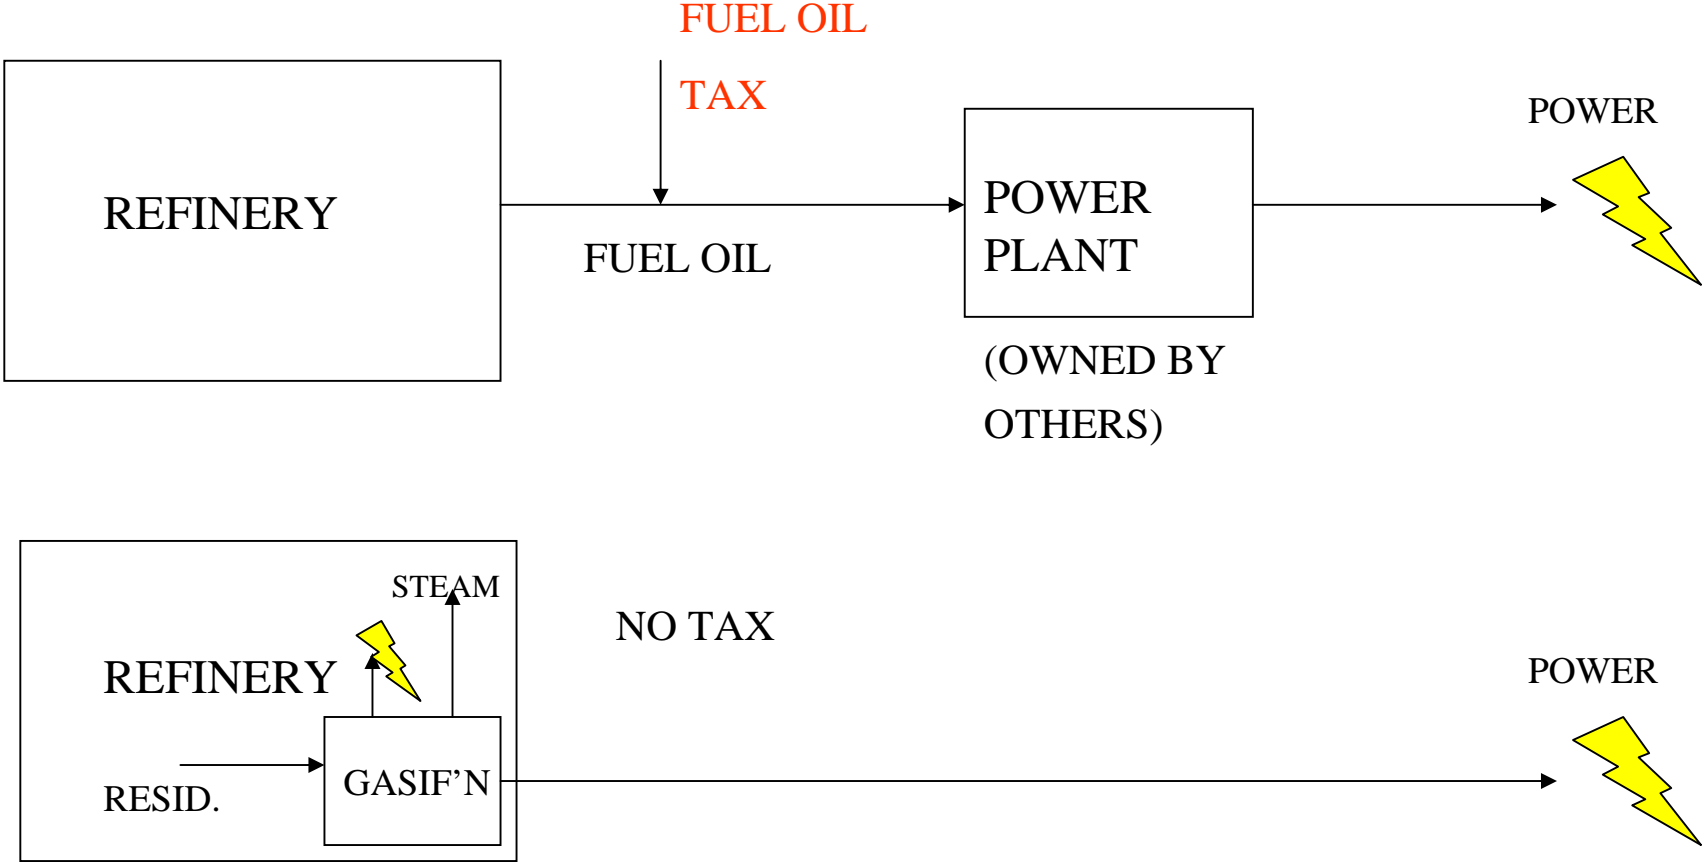 FUEL OIL
TAX
POWER
REFINERY
POWER
PLANT
FUEL OIL
(OWNED BY
OTHERS)
STEAM
NO TAX
REFINERY
POWER
RESID.
GASIF’N